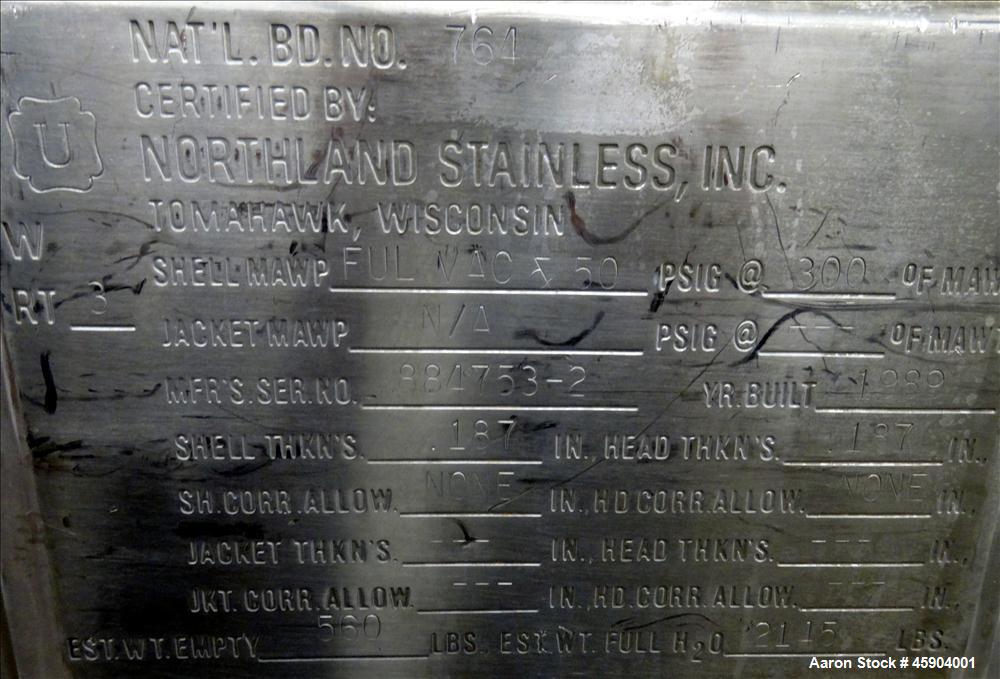 NAT'L. BD. NO. 764
CERTIFIED BY:
U
NORTHLAND STAINLESS, INC.
TOMAHAWK, WISCONSIN
W
SHELL MAWP FUL VAC & 50 PSIG @ 300 °F MAW
RT 3
JACKET MAWP N/A PSIG @ --- °F MAW
MFR'S. SER. NO. 884753-2 YR. BUILT 1989
SHELL THKN'S. .187 IN., HEAD THKN'S. .187 IN.,
SH. CORR. ALLOW. NONE IN., HD CORR. ALLOW. NONE IN.,
JACKET THKN'S. --- IN., HEAD THKN'S. --- IN.,
JKT. CORR. ALLOW. --- IN., HD. CORR. ALLOW. --- IN.,
EST. WT. EMPTY 560 LBS. EST. WT. FULL H2O 2145 LBS.
Aaron Stock # 45904001